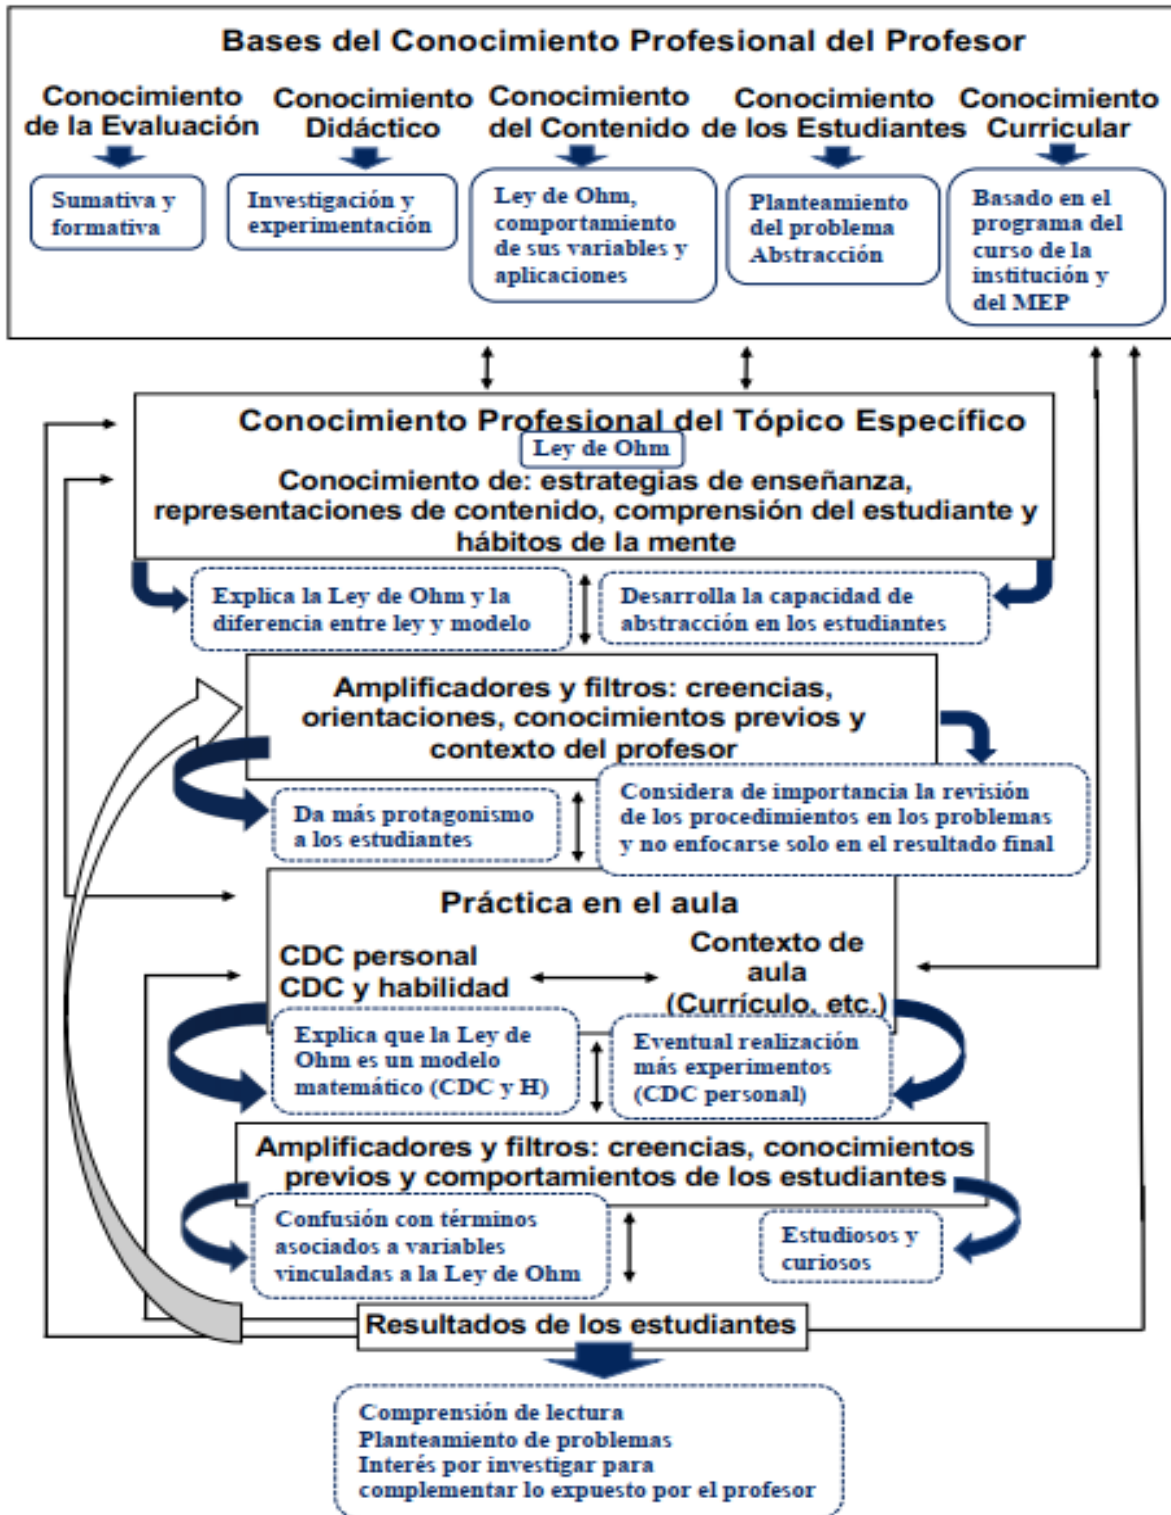 Bases del Conocimiento Profesional del Profesor
Conocimiento
de la Evaluación
Conocimiento
Didáctico
Conocimiento
del Contenido
Conocimiento
de los Estudiantes
Conocimiento
Curricular
Sumativa y
formativa
Investigación y
experimentación
Ley de Ohm,
comportamiento
de sus variables y
aplicaciones
Planteamiento
del problema
Abstracción
Basado en el
programa del
curso de la
institución y
del MEP
Conocimiento Profesional del Tópico Específico
Ley de Ohm
Conocimiento de: estrategias de enseñanza,
representaciones de contenido, comprensión del estudiante y
hábitos de la mente
Explica la Ley de Ohm y la
diferencia entre ley y modelo
Desarrolla la capacidad de
abstracción en los estudiantes
Amplificadores y filtros: creencias,
orientaciones, conocimientos previos y
contexto del profesor
Da más protagonismo
a los estudiantes
Considera de importancia la revisión
de los procedimientos en los problemas
y no enfocarse solo en el resultado final
Práctica en el aula
CDC personal
CDC y habilidad
Contexto de
aula
(Currículo, etc.)
Explica que la Ley de
Ohm es un modelo
matemático (CDC y H)
Eventual realización
más experimentos
(CDC personal)
Amplificadores y filtros: creencias, conocimientos
previos y comportamientos de los estudiantes
Confusión con términos
asociados a variables
vinculadas a la Ley de Ohm
Estudiosos y
curiosos
Resultados de los estudiantes
Comprensión de lectura
Planteamiento de problemas
Interés por investigar para
complementar lo expuesto por el profesor